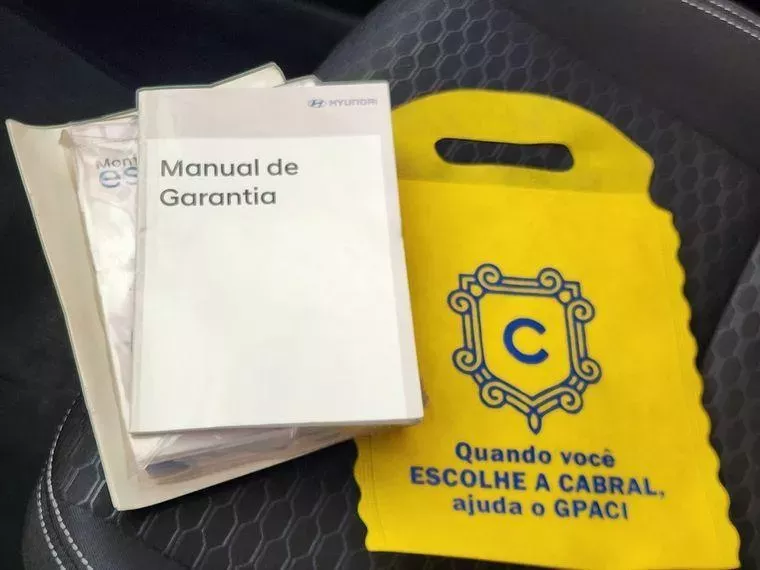 HYUNDAI
Manual de
Garantia
C
Quando você
ESCOLHE A CABRAL,
ajuda o GPACI